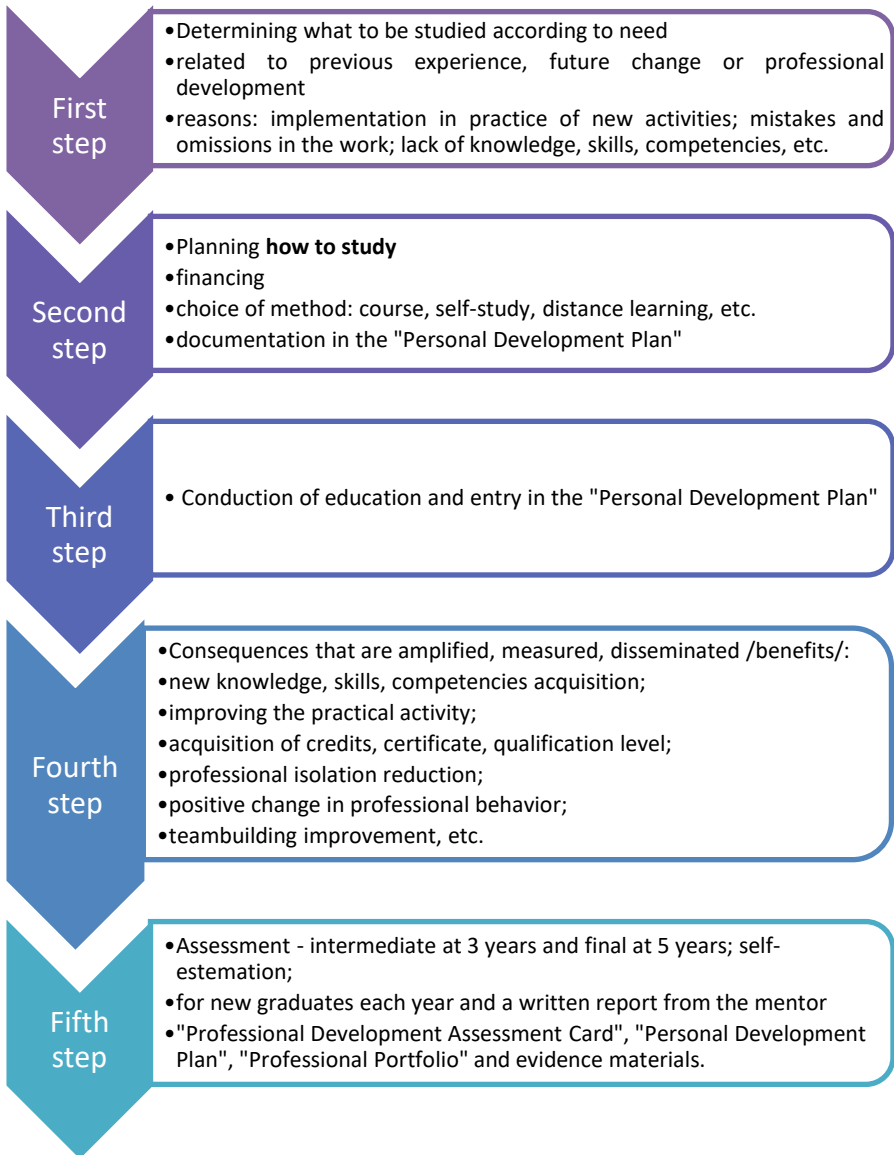 First
step
•Determining what to be studied according to need
•related to previous experience, future change or professional
development
•reasons: implementation in practice of new activities; mistakes and
omissions in the work; lack of knowledge, skills, competencies, etc.
Second
step
•Planning how to study
•financing
•choice of method: course, self-study, distance learning, etc.
•documentation in the "Personal Development Plan"
Third
step
• Conduction of education and entry in the "Personal Development Plan"
Fourth
step
•Consequences that are amplified, measured, disseminated /benefits/:
•new knowledge, skills, competencies acquisition;
•improving the practical activity;
•acquisition of credits, certificate, qualification level;
•professional isolation reduction;
•positive change in professional behavior;
•teambuilding improvement, etc.
Fifth
step
•Assessment - intermediate at 3 years and final at 5 years; self-
estemation;
•for new graduates each year and a written report from the mentor
•"Professional Development Assessment Card", "Personal Development
Plan", "Professional Portfolio" and evidence materials.